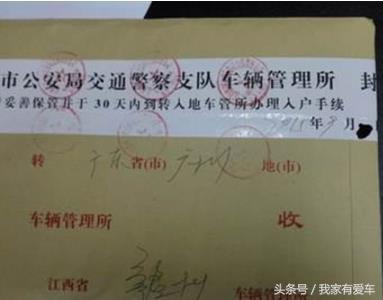 市公安局交通警察支队车辆管理所 封
妥善保管并于30天内到转入地车管所办理入户手续
年 月
转 广东省(市) 广州 地(市)
车辆管理所 收
江西省 赣州
头条号 / 我家有爱车